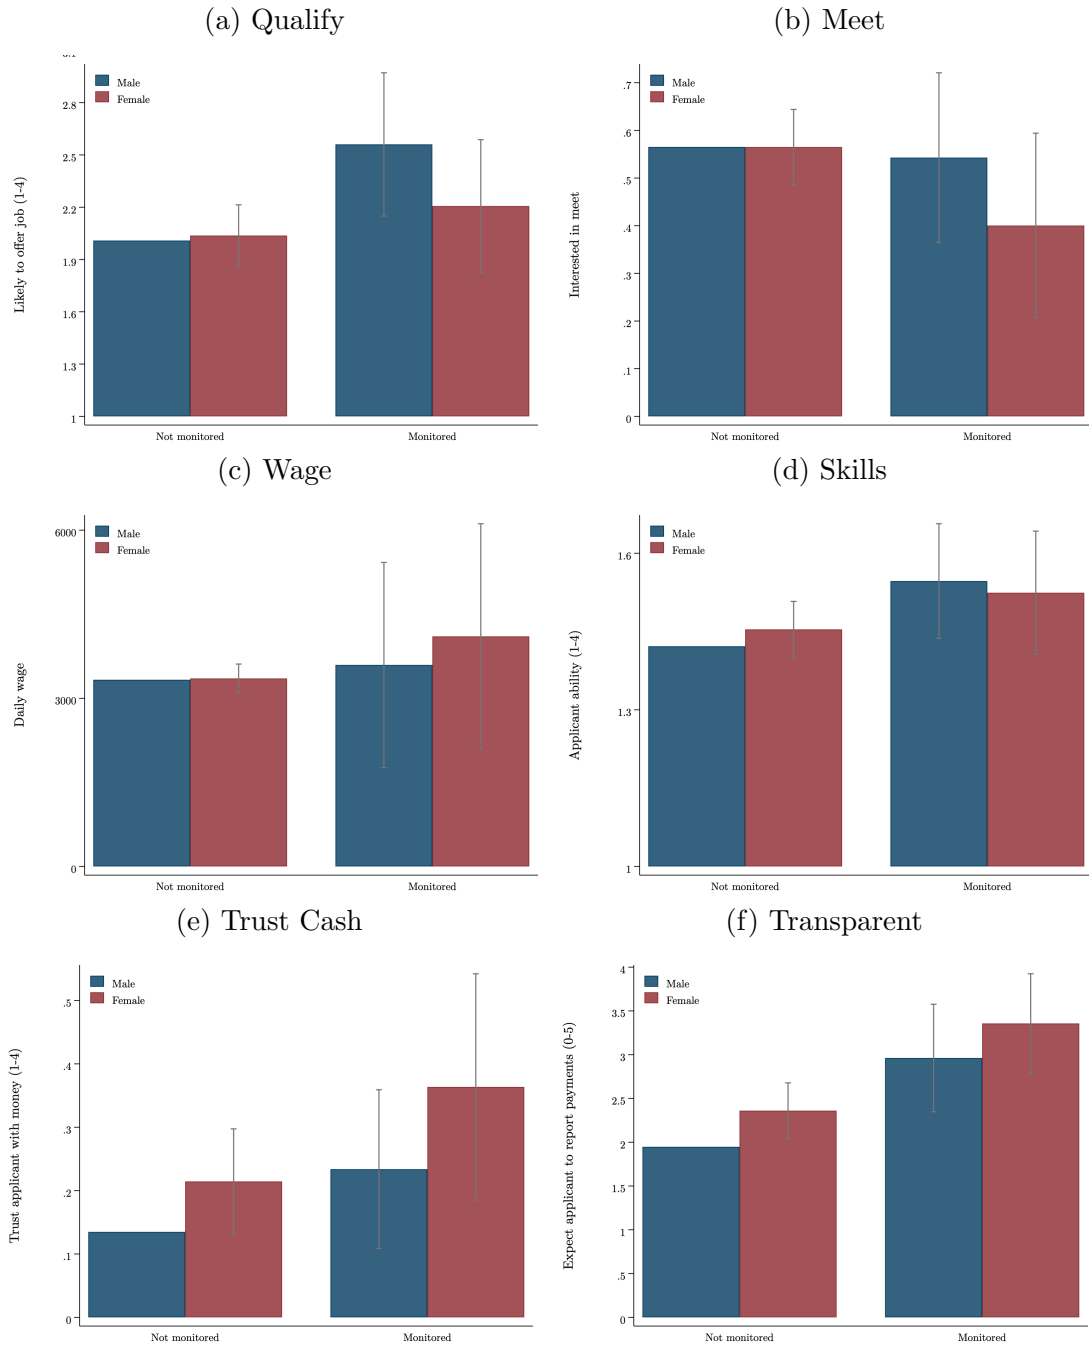 (a) Qualify
Likely to offer job (1-4)
2.8
2.5
2.2
1.9
1.6
1.3
1
Male
Female
Not monitored
Monitored
(b) Meet
Interested in meet
.7
.6
.5
.4
.3
.2
.1
0
Male
Female
Not monitored
Monitored
(c) Wage
Daily wage
6000
3000
0
Male
Female
Not monitored
Monitored
(d) Skills
Applicant ability (1-4)
1.6
1.3
1
Male
Female
Not monitored
Monitored
(e) Trust Cash
Trust applicant with money (1-4)
.5
.4
.3
.2
.1
0
Male
Female
Not monitored
Monitored
(f) Transparent
Expect applicant to report payments (0-5)
4
3.5
3
2.5
2
1.5
1
.5
0
Male
Female
Not monitored
Monitored